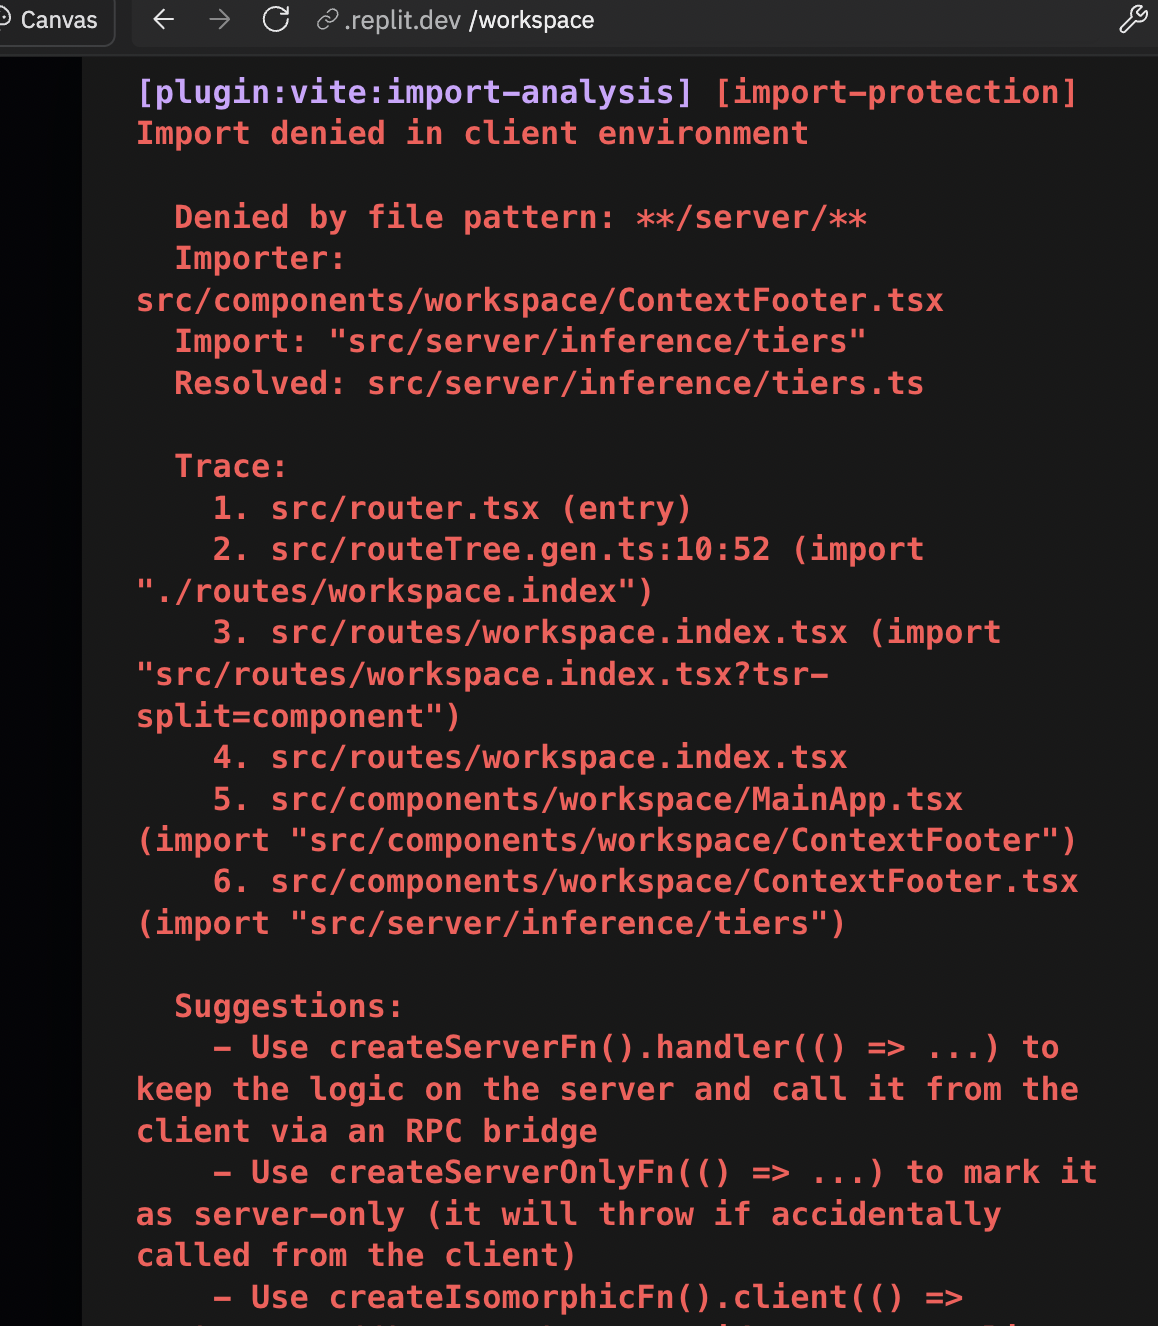 Canvas
.replit.dev /workspace
[plugin:vite:import-analysis] [import-protection]
Import denied in client environment
Denied by file pattern: **/server/**
Importer:
src/components/workspace/ContextFooter.tsx
Import: "src/server/inference/tiers"
Resolved: src/server/inference/tiers.ts
Trace:
1. src/router.tsx (entry)
2. src/routeTree.gen.ts:10:52 (import
"./routes/workspace.index")
3. src/routes/workspace.index.tsx (import
"src/routes/workspace.index.tsx?tsr-
split=component")
4. src/routes/workspace.index.tsx
5. src/components/workspace/MainApp.tsx
(import "src/components/workspace/ContextFooter")
6. src/components/workspace/ContextFooter.tsx
(import "src/server/inference/tiers")
Suggestions:
- Use createServerFn().handler(() => ...) to
keep the logic on the server and call it from the
client via an RPC bridge
- Use createServerOnlyFn(() => ...) to mark it
as server-only (it will throw if accidentally
called from the client)
- Use createIsomorphicFn().client(() =>